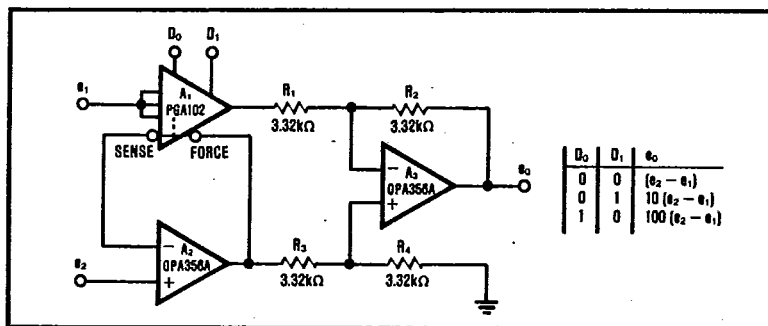 D₀ D₁
e₁
A₁
PGA102
SENSE
FORCE
R₁
3.32kΩ
R₂
3.32kΩ
−
+
A₃
OPA356A
e₀
e₂
−
+
A₂
OPA356A
R₃
3.32kΩ
R₄
3.32kΩ
D₀ D₁ e₀
0 0 (e₂ − e₁)
0 1 10 (e₂ − e₁)
1 0 100 (e₂ − e₁)